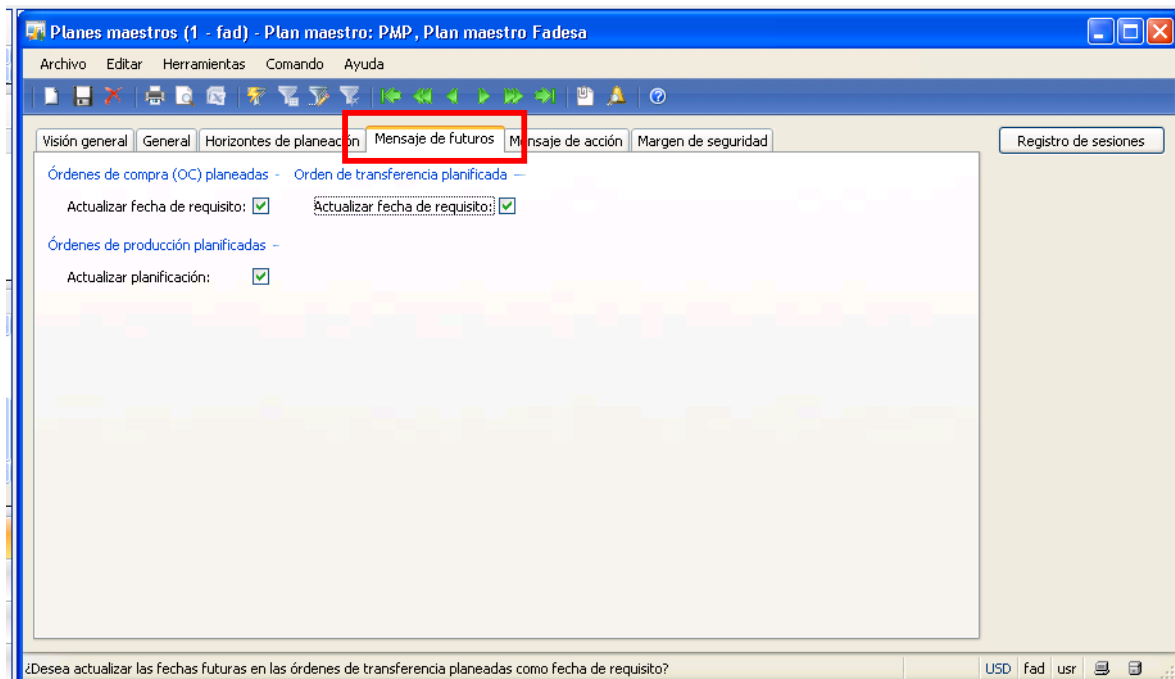 Planes maestros (1 - fad) - Plan maestro: PMP, Plan maestro Fadesa
Archivo Editar Herramientas Comando Ayuda
Visión general General Horizontes de planeación Mensaje de futuros Mensaje de acción Margen de seguridad Registro de sesiones
Órdenes de compra (OC) planeadas Orden de transferencia planificada
Actualizar fecha de requisito: Actualizar fecha de requisito:
Órdenes de producción planificadas
Actualizar planificación:
¿Desea actualizar las fechas futuras en las órdenes de transferencia planeadas como fecha de requisito? USD fad usr